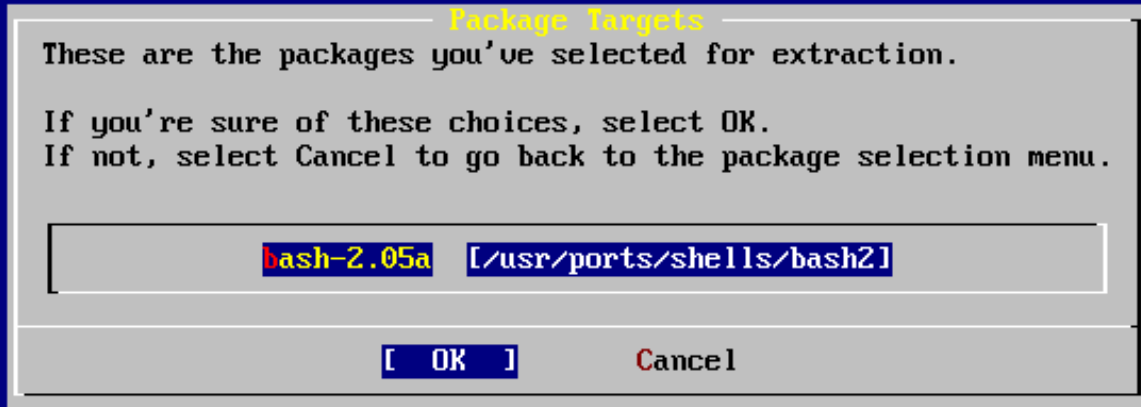 Package Targets
These are the packages you've selected for extraction.
If you're sure of these choices, select OK.
If not, select Cancel to go back to the package selection menu.
bash-2.05a [/usr/ports/shells/bash2]
[ OK ] Cancel